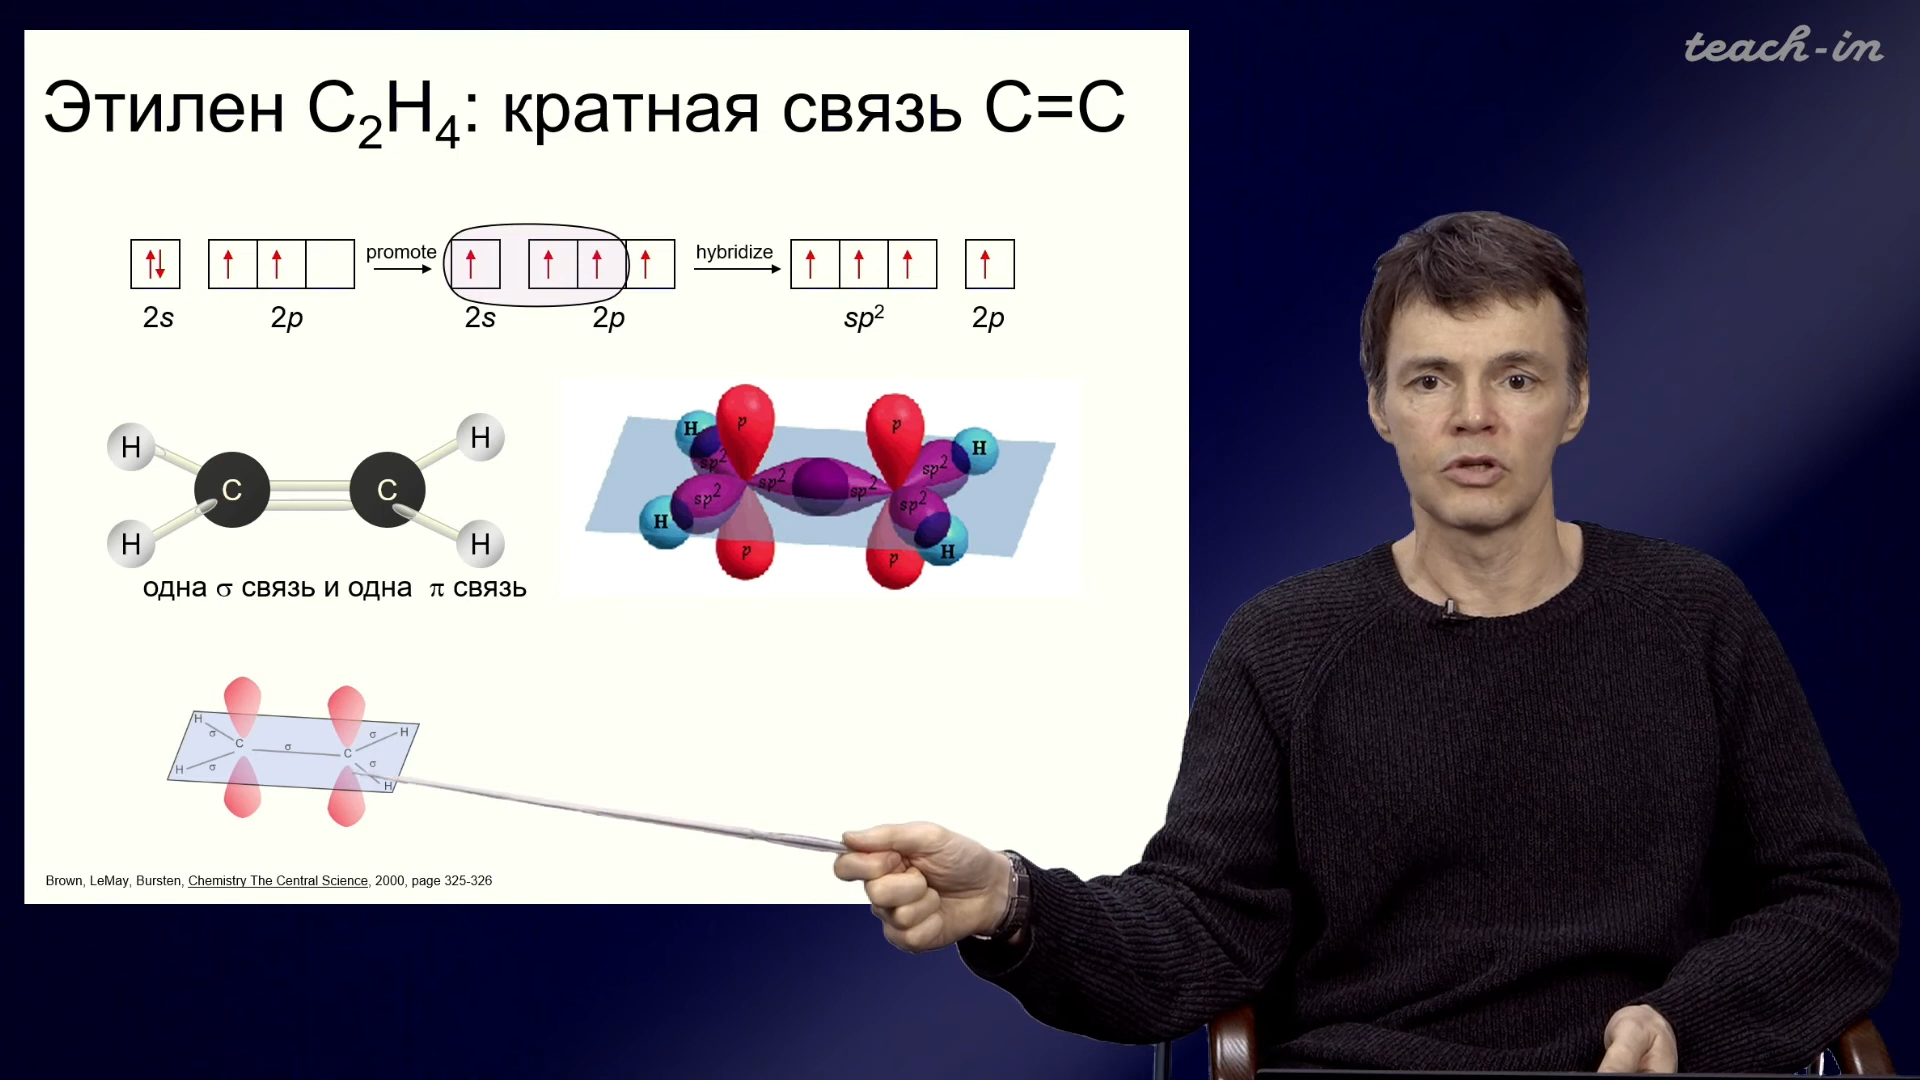 teach-in
Этилен C₂H₄: кратная связь C=C
promote
hybridize
2s 2p 2s 2p sp² 2p
H H
C C
H H
одна σ связь и одна π связь
p p
H H
sp² sp² sp² sp²
sp² sp²
H H
p p
H σ σ H
C σ C
H σ σ H
Brown, LeMay, Bursten, Chemistry The Central Science, 2000, page 325-326